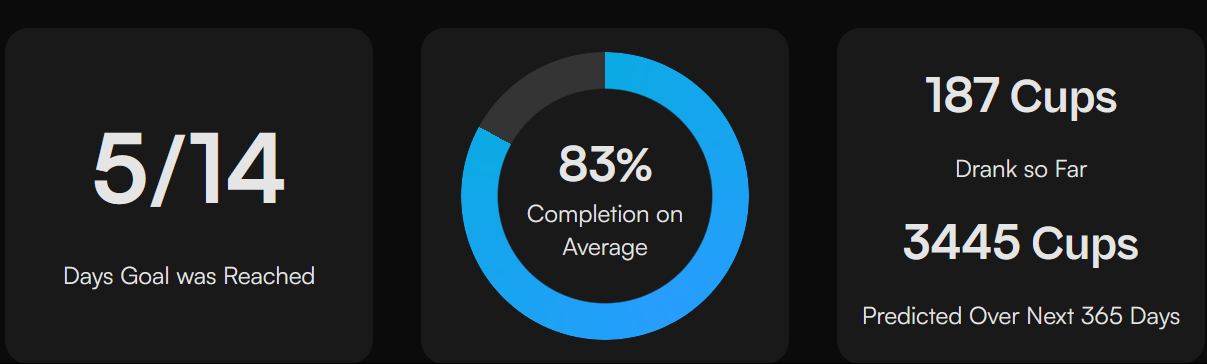 5/14
Days Goal was Reached
83%
Completion on
Average
187 Cups
Drank so Far
3445 Cups
Predicted Over Next 365 Days